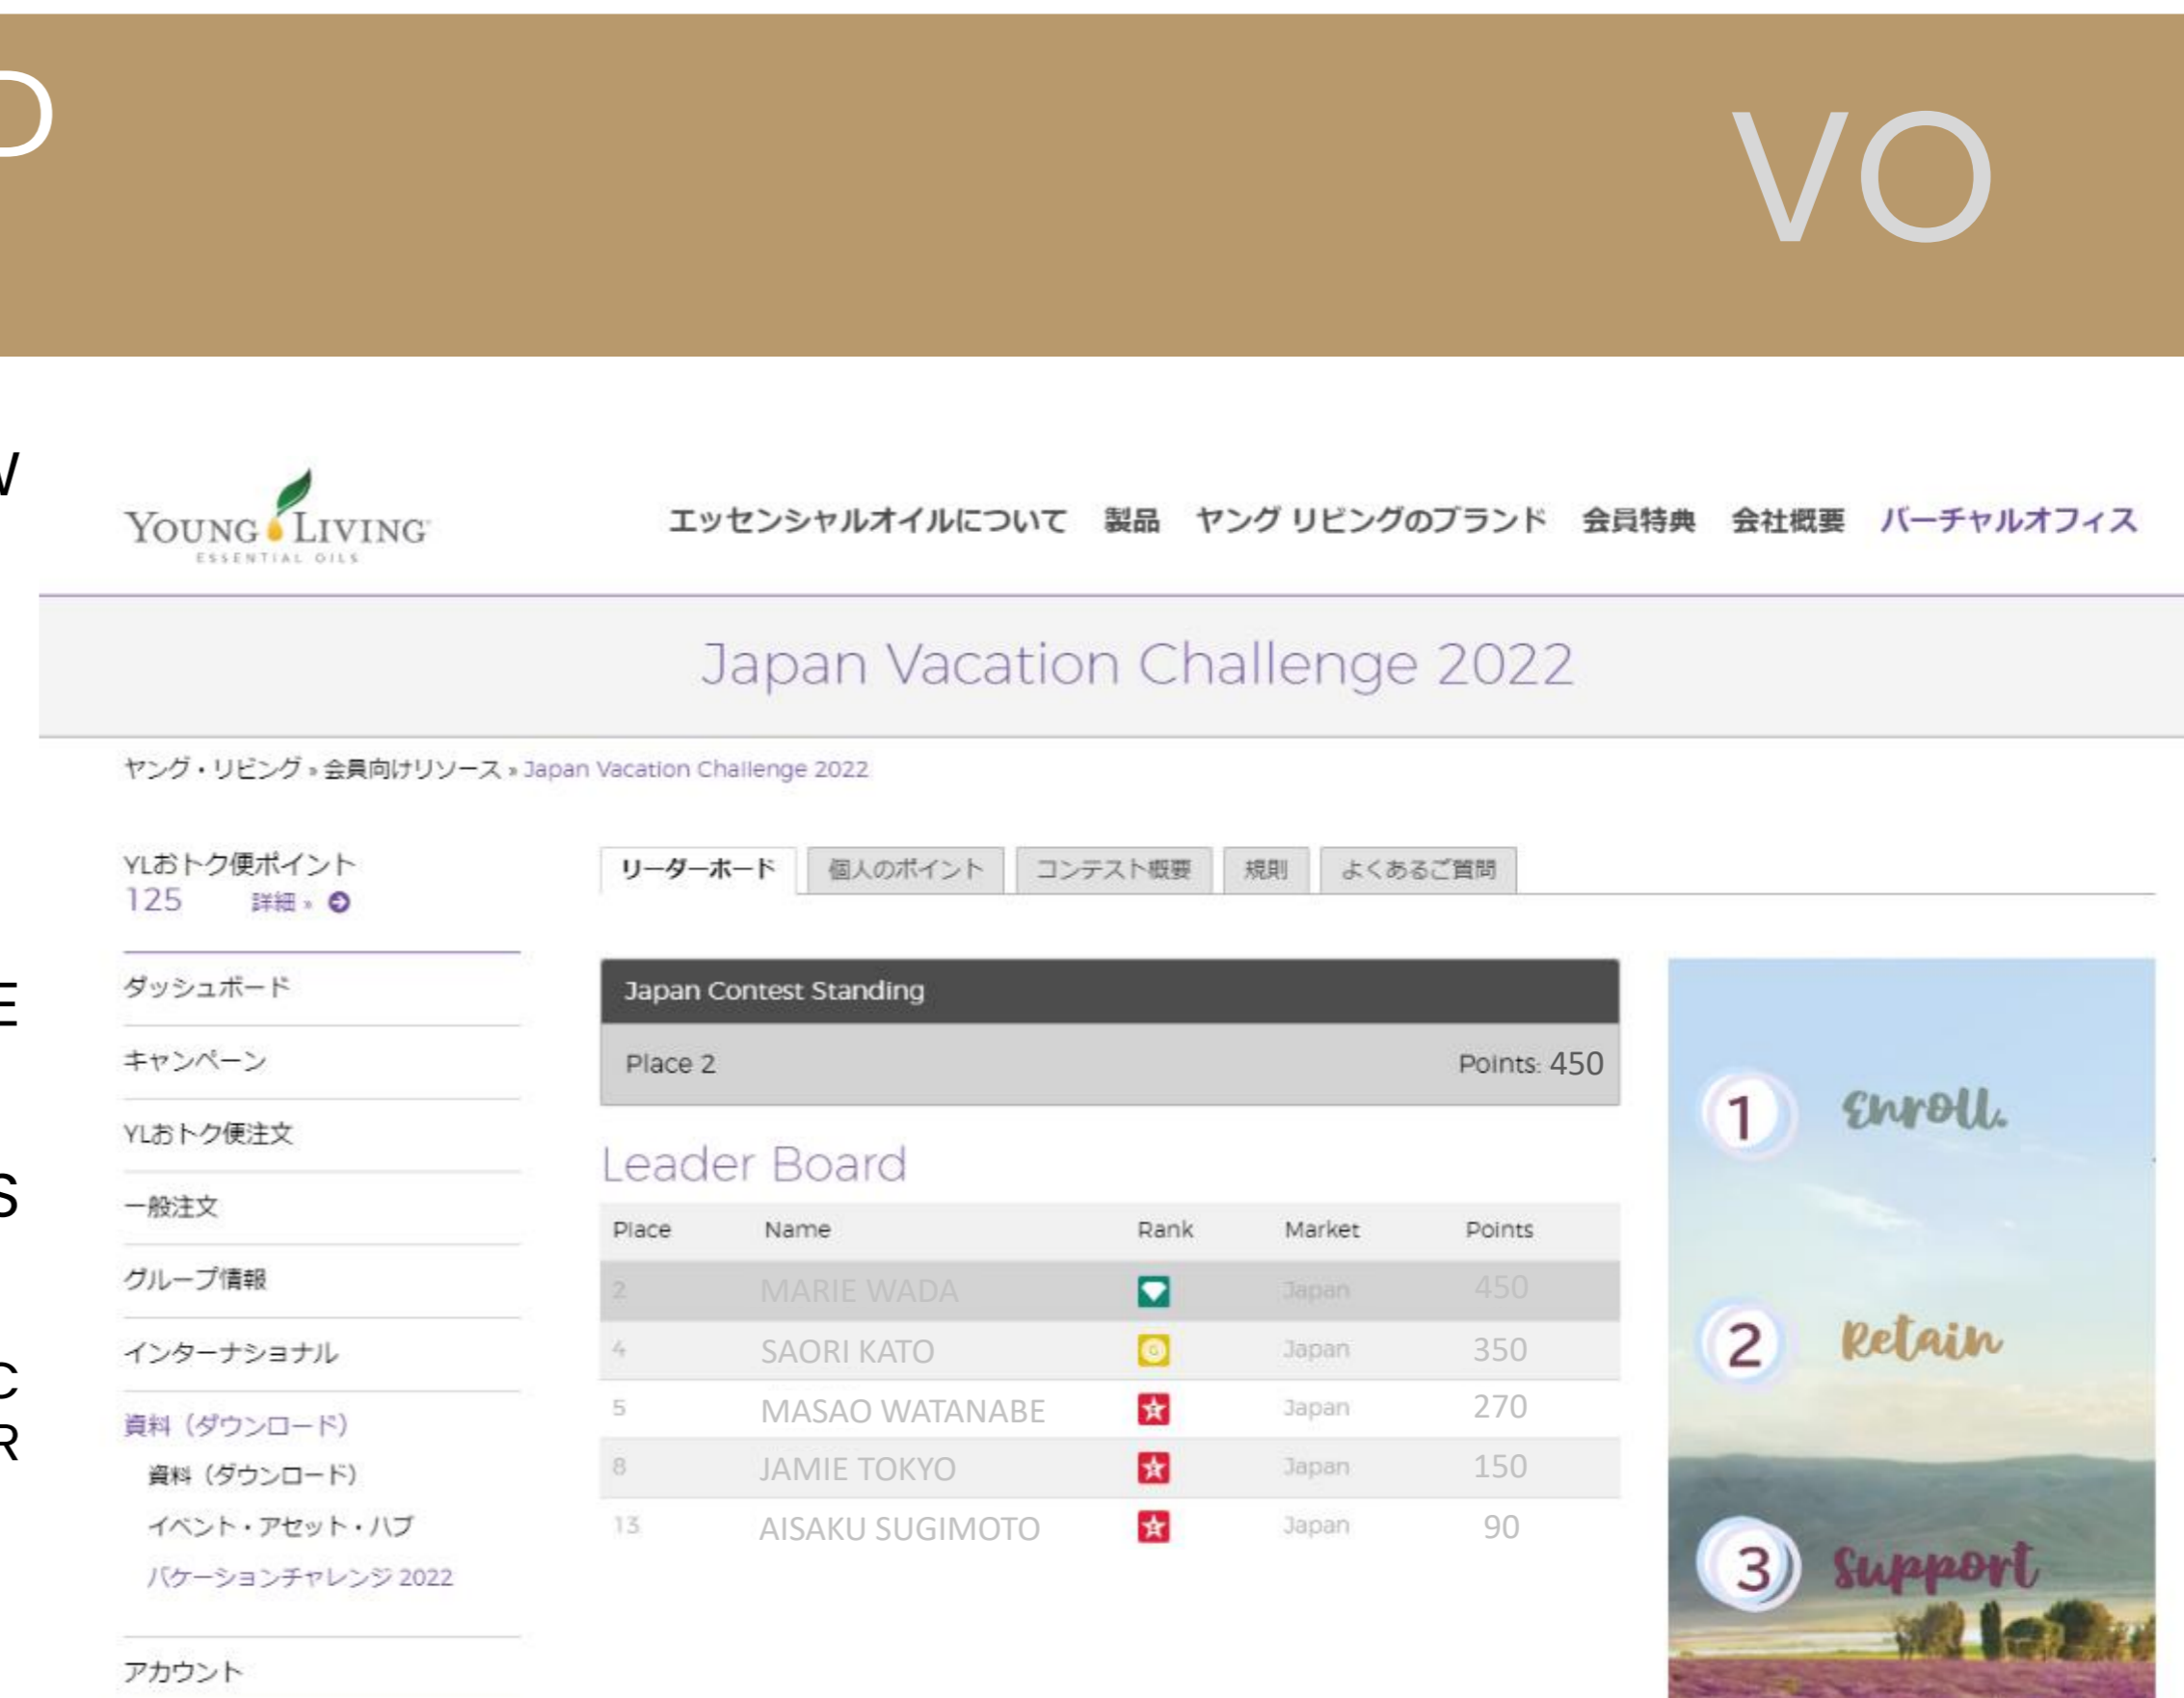 D
VO
W
E
S
C
R
YOUNG LIVING
ESSENTIAL OILS
エッセンシャルオイルについて 製品 ヤング リビングのブランド 会員特典 会社概要 バーチャルオフィス
Japan Vacation Challenge 2022
ヤング・リビング » 会員向けリソース » Japan Vacation Challenge 2022
YLおトク便ポイント
125 詳細 »
ダッシュボード
キャンペーン
YLおトク便注文
一般注文
グループ情報
インターナショナル
資料（ダウンロード）
資料（ダウンロード）
イベント・アセット・ハブ
バケーションチャレンジ 2022
アカウント
リーダーボード 個人のポイント コンテスト概要 規則 よくあるご質問
Japan Contest Standing
Place 2 Points: 450
Leader Board
Place Name Rank Market Points
2 MARIE WADA Japan 450
4 SAORI KATO G Japan 350
5 MASAO WATANABE Japan 270
8 JAMIE TOKYO Japan 150
13 AISAKU SUGIMOTO Japan 90
1 Enroll.
2 Retain
3 Support